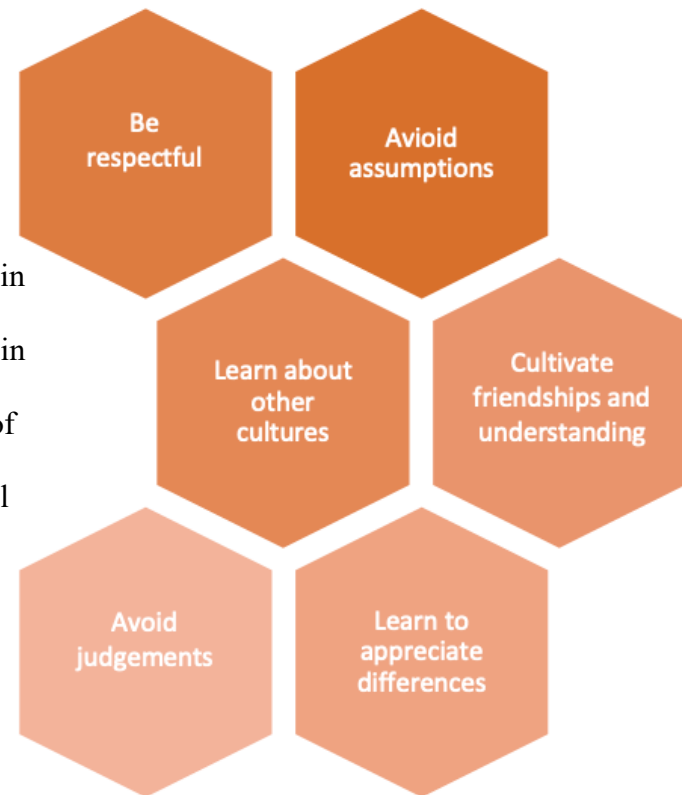 Be
respectful
Avioid
assumptions
in
in
of
l
Learn about
other
cultures
Cultivate
friendships and
understanding
Avoid
judgements
Learn to
appreciate
differences